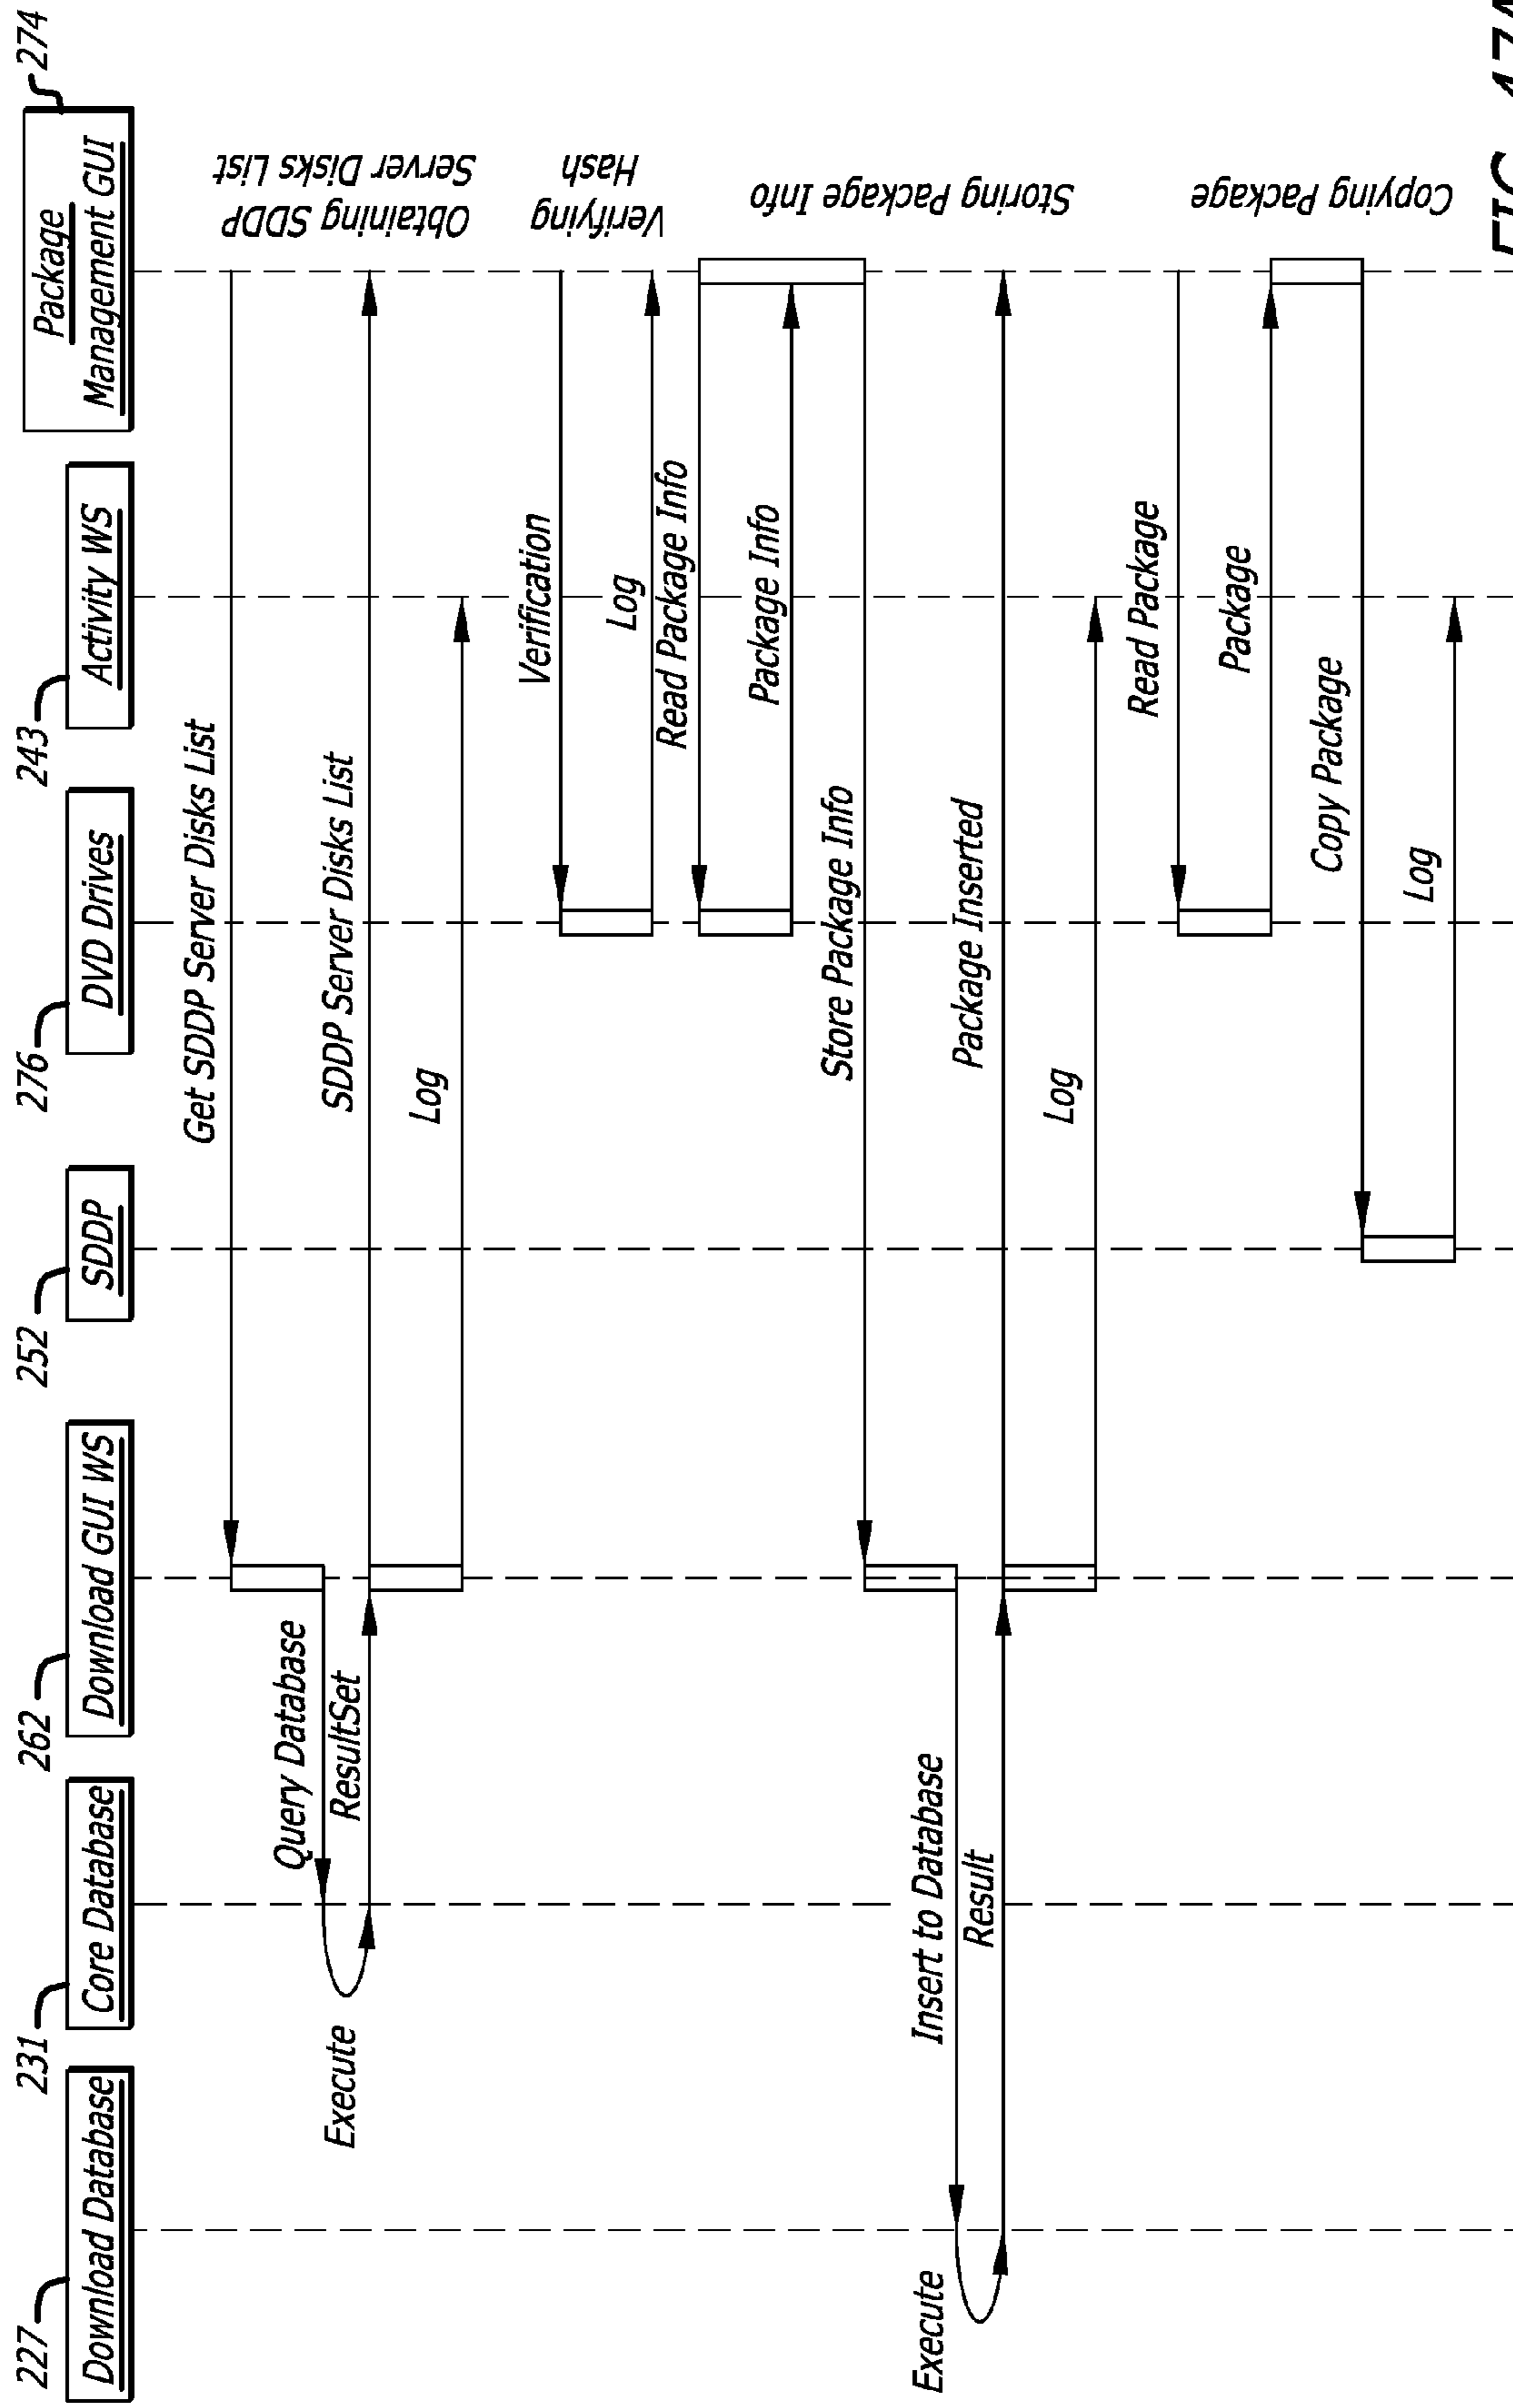 227
Download Database
231
Core Database
262
Download GUI WS
252
SDDP
276
DVD Drives
243
Activity WS
274
Package
Management GUI
Get SDDP Server Disks List
Obtaining SDDP
Server Disks List
Query Database
Execute
ResultSet
SDDP Server Disks List
Log
Verification
Verifying
Hash
Log
Read Package Info
Package Info
Storing Package Info
Store Package Info
Insert to Database
Execute
Result
Package Inserted
Log
Read Package
Package
Copying Package
Copy Package
Log